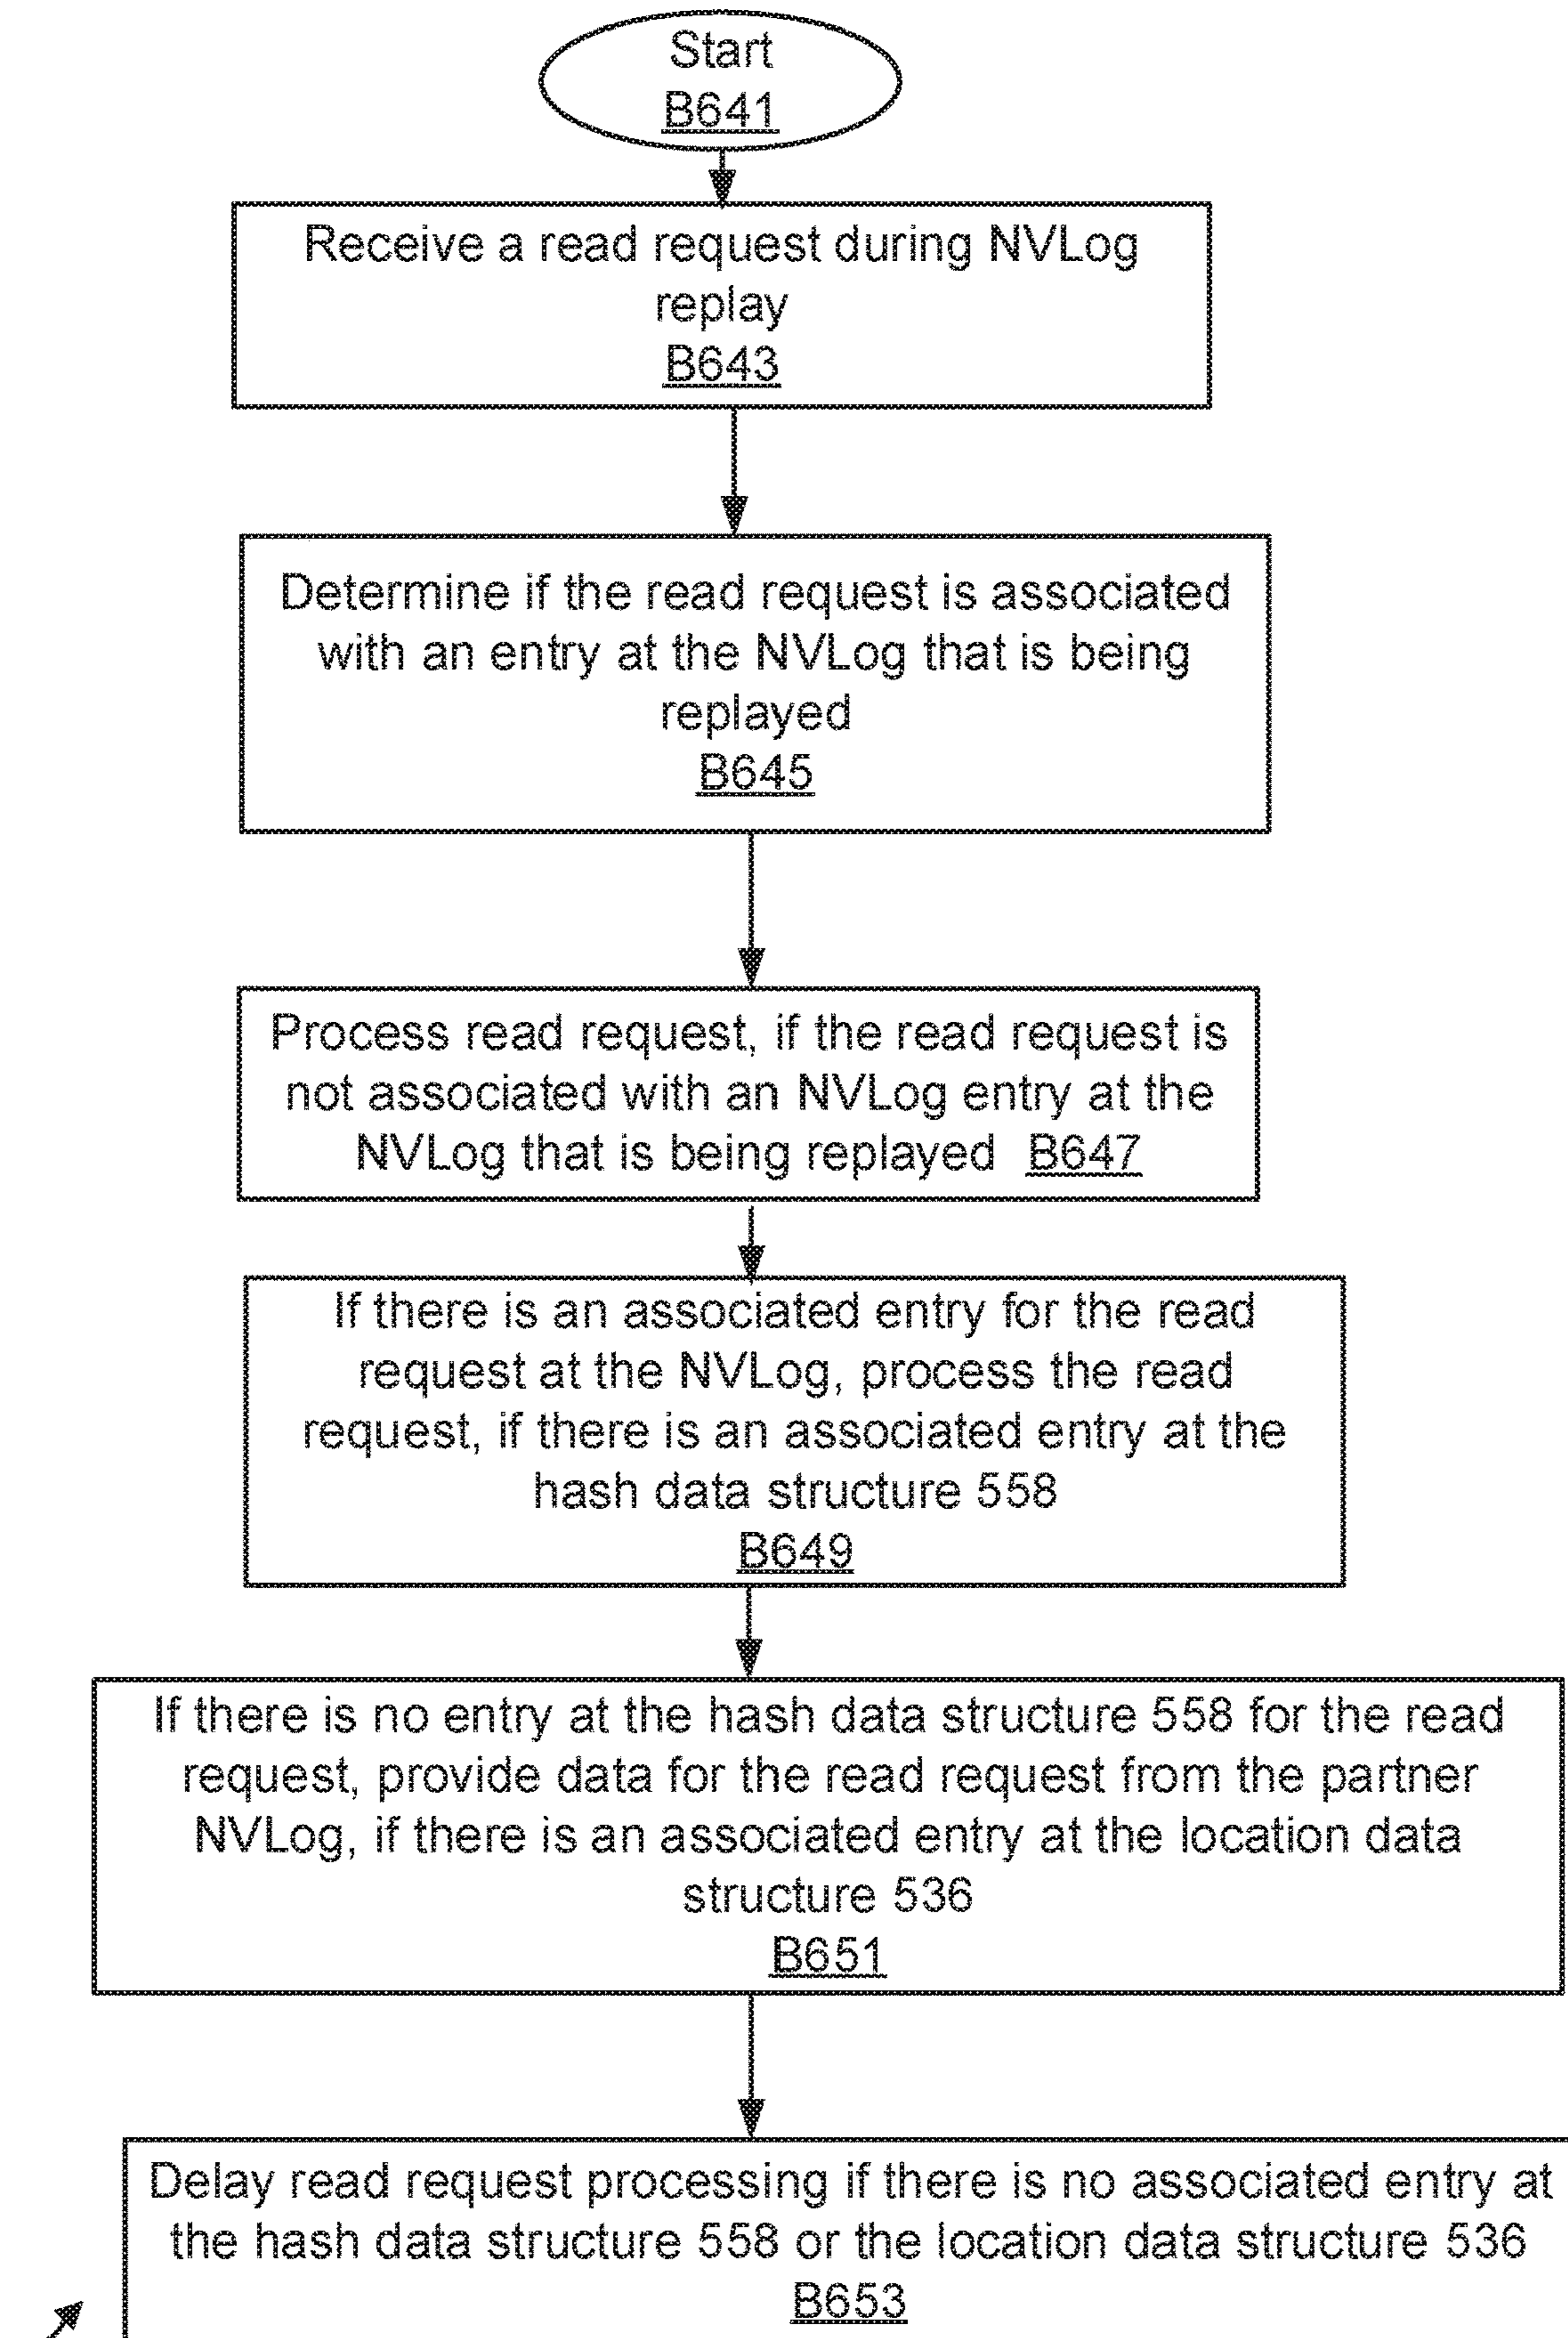 Start
B641
Receive a read request during NVLog
replay
B643
Determine if the read request is associated
with an entry at the NVLog that is being
replayed
B645
Process read request, if the read request is
not associated with an NVLog entry at the
NVLog that is being replayed B647
If there is an associated entry for the read
request at the NVLog, process the read
request, if there is an associated entry at the
hash data structure 558
B649
If there is no entry at the hash data structure 558 for the read
request, provide data for the read request from the partner
NVLog, if there is an associated entry at the location data
structure 536
B651
Delay read request processing if there is no associated entry at
the hash data structure 558 or the location data structure 536
B653